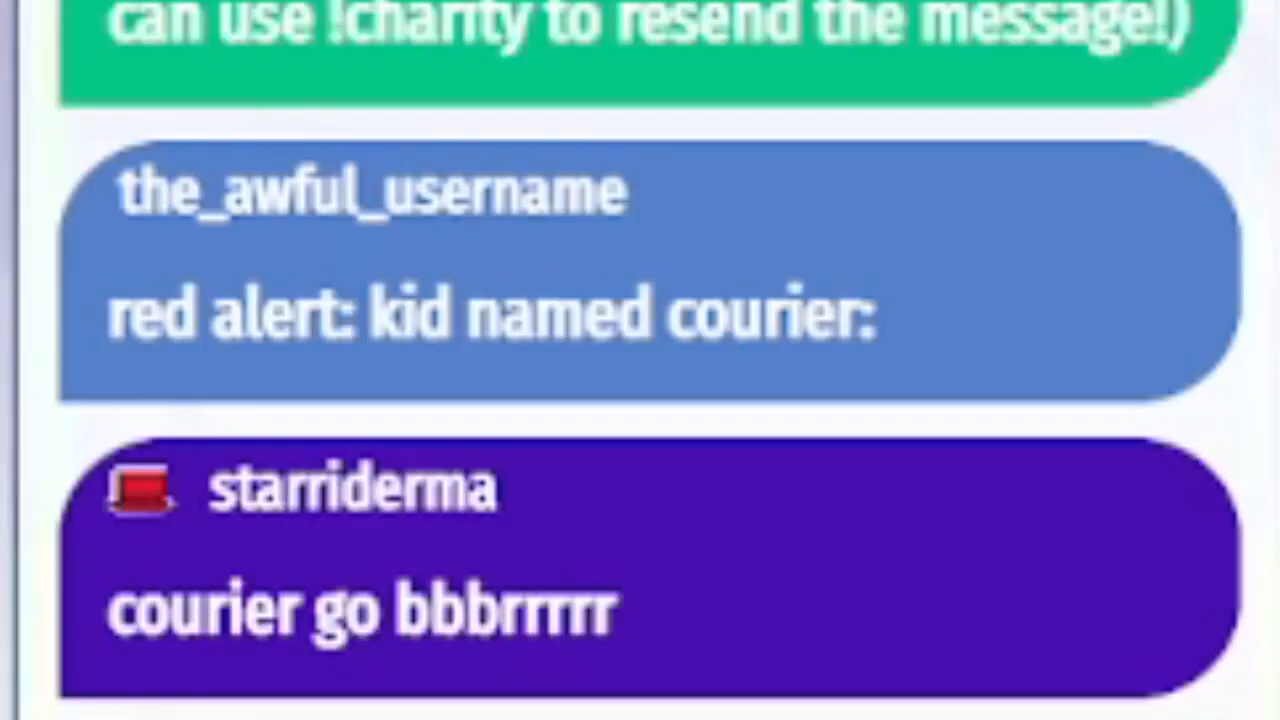 can use !charity to resend the message!)
the_awful_username
red alert: kid named courier:
starriderma
courier go bbbrrrrr